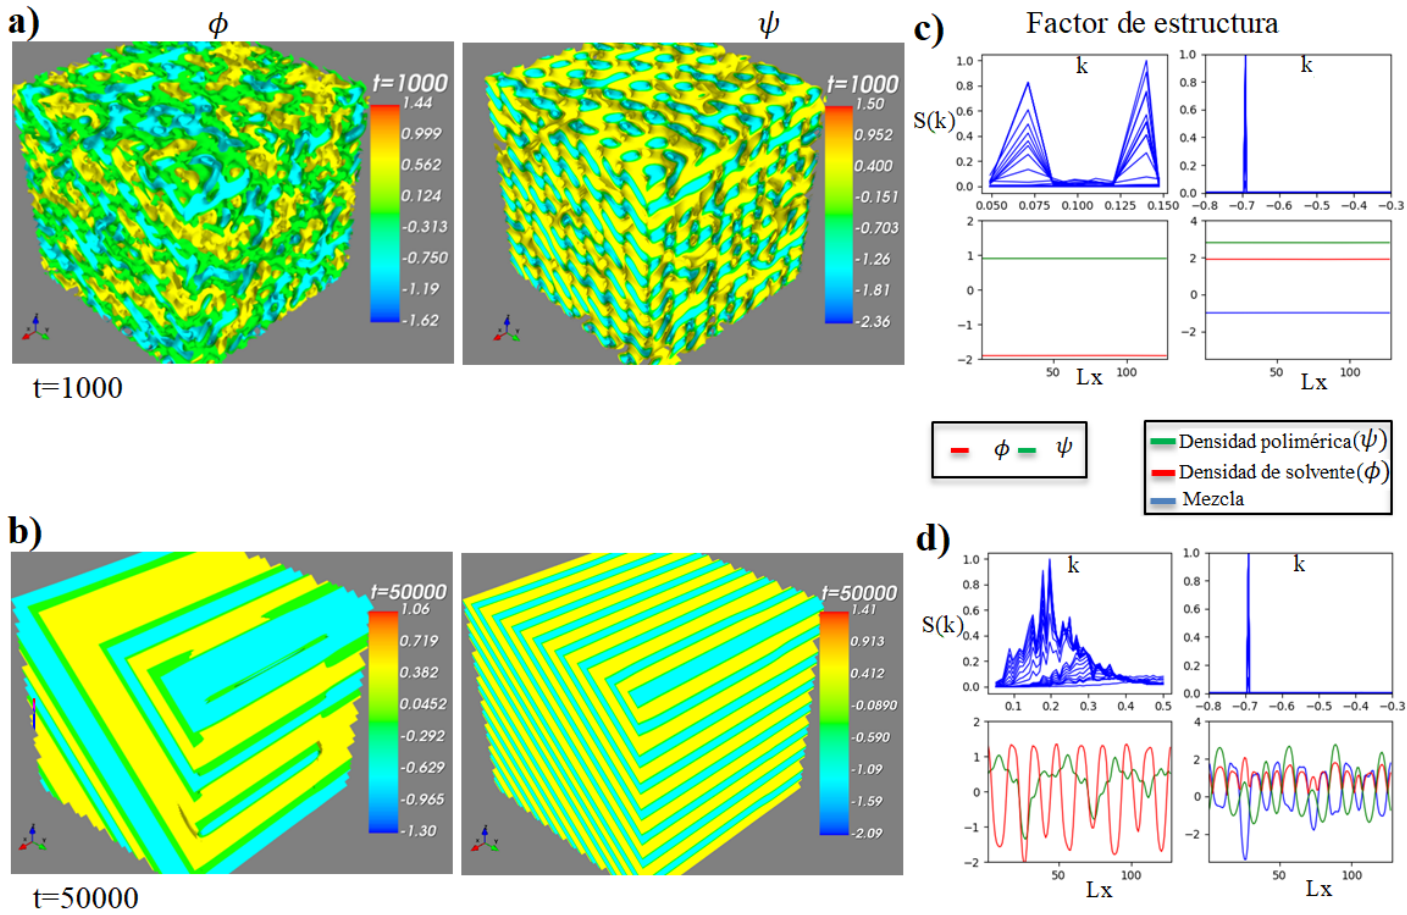 a)
ϕ
ψ
c)
Factor de estructura
t=1000
1.44
0.999
0.562
0.124
-0.313
-0.750
-1.19
-1.62
t=1000
1.50
0.952
0.400
-0.151
-0.703
-1.26
-1.81
-2.36
t=1000
S(k)
k
1.0
0.8
0.6
0.4
0.2
0.0
0.050 0.075 0.100 0.125 0.150
k
1.0
0.8
0.6
0.4
0.2
0.0
-0.8 -0.7 -0.6 -0.5 -0.4 -0.3
2
1
0
-1
-2
50 100
Lx
4
2
0
-2
50 100
Lx
ϕ ψ
Densidad polimérica(ψ)
Densidad de solvente(ϕ)
Mezcla
b)
t=50000
1.06
0.719
0.382
0.0452
-0.292
-0.629
-0.965
-1.30
t=50000
1.41
0.913
0.412
-0.0890
-0.590
-1.09
-1.59
-2.09
t=50000
d)
S(k)
k
1.0
0.8
0.6
0.4
0.2
0.0
0.1 0.2 0.3 0.4 0.5
k
1.0
0.8
0.6
0.4
0.2
0.0
-0.8 -0.7 -0.6 -0.5 -0.4 -0.3
2
1
0
-1
-2
50 100
Lx
4
2
0
-2
50 100
Lx